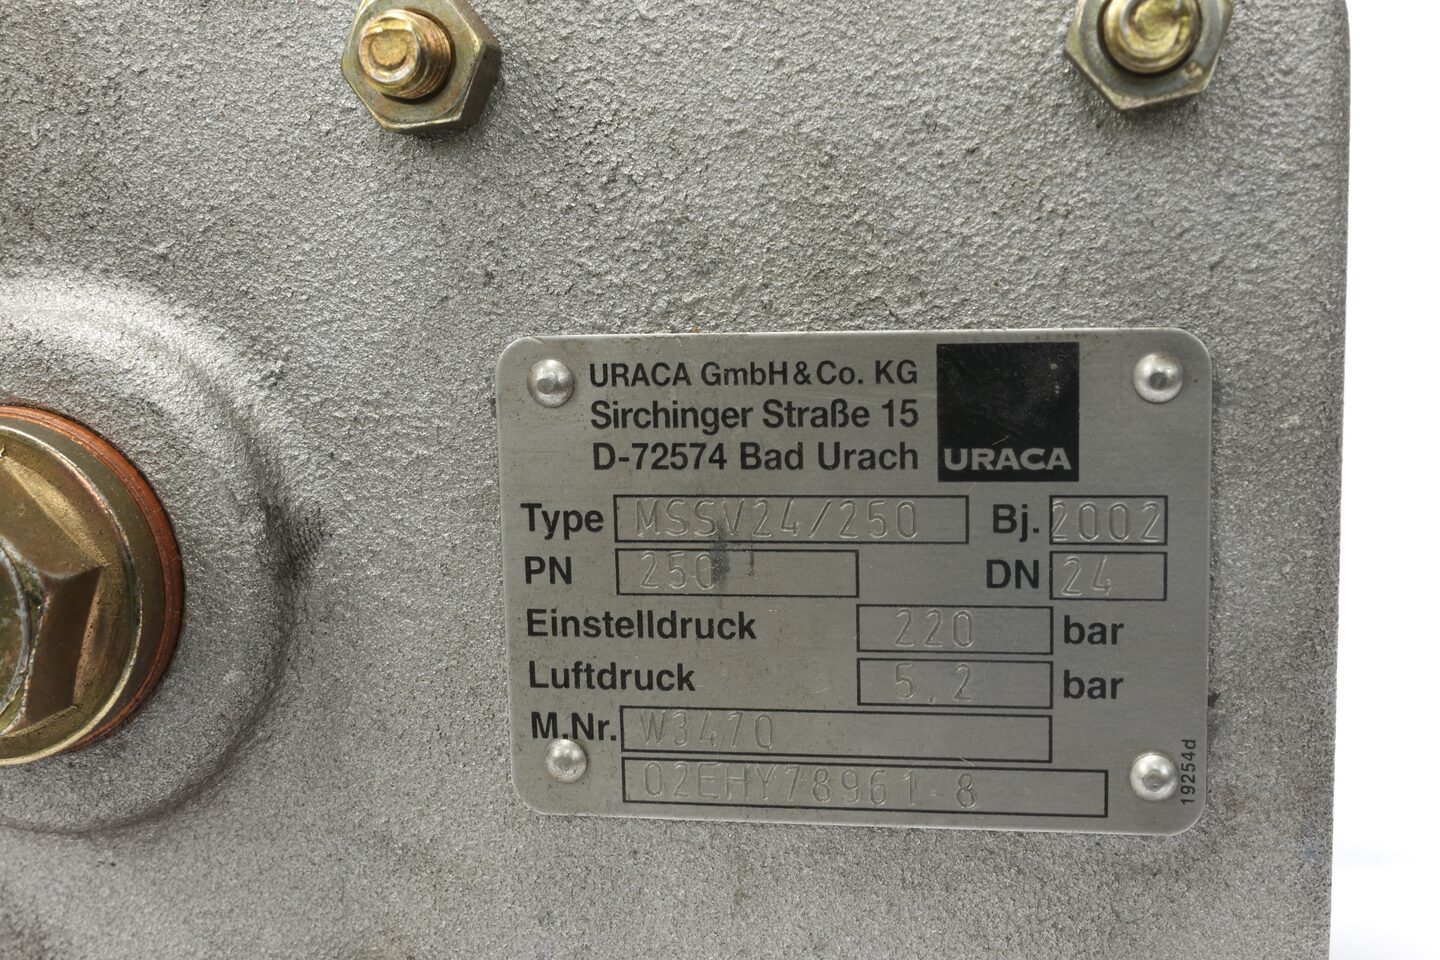 URACA GmbH & Co. KG
Sirchinger Straße 15
D-72574 Bad Urach
URACA
Type MSSV24/250 Bj. 2002
PN 250 DN 24
Einstelldruck 220 bar
Luftdruck 5,2 bar
M.Nr. W3470
02EHY78961-8
19254d